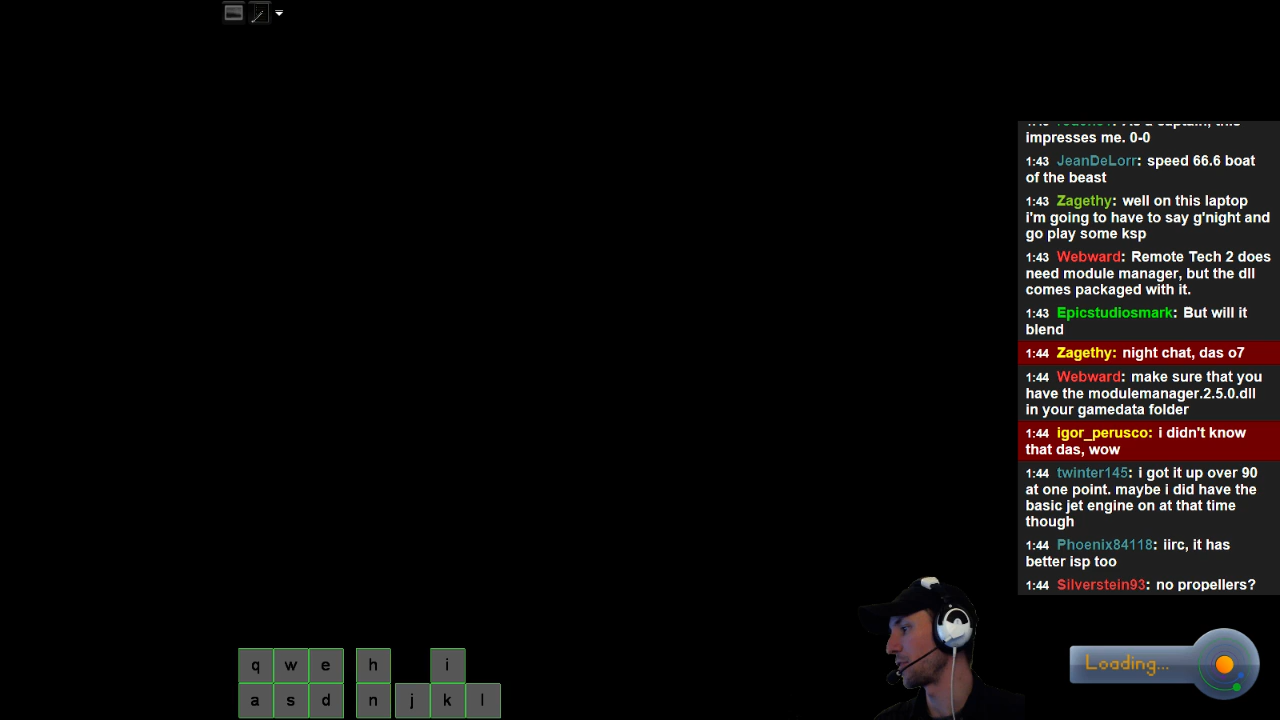 impresses me. 0-0
1:43 JeanDeLorr: speed 66.6 boat
of the beast
1:43 Zagethy: well on this laptop
i'm going to have to say g'night and
go play some ksp
1:43 Webward: Remote Tech 2 does
need module manager, but the dll
comes packaged with it.
1:43 Epicstudiosmark: But will it
blend
1:44 Zagethy: night chat, das o7
1:44 Webward: make sure that you
have the modulemanager.2.5.0.dll
in your gamedata folder
1:44 igor_perusco: i didn't know
that das, wow
1:44 twinter145: i got it up over 90
at one point. maybe i did have the
basic jet engine on at that time
though
1:44 Phoenix84118: iirc, it has
better isp too
1:44 Silverstein93: no propellers?
q w e h i
a s d n j k l
Loading...